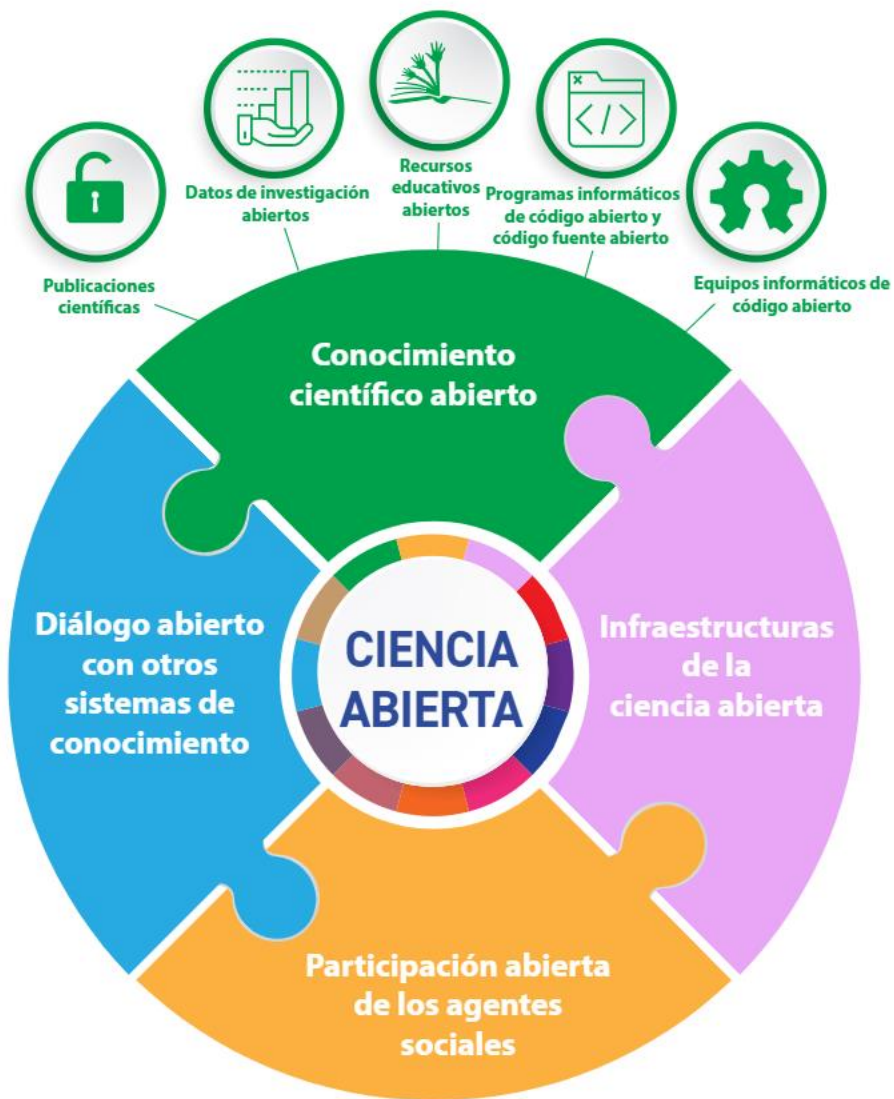 Publicaciones
científicas
Datos de investigación
abiertos
Recursos
educativos
abiertos
Programas informáticos
de código abierto y
código fuente abierto
Equipos informáticos de
código abierto
Conocimiento
científico abierto
Diálogo abierto
con otros
sistemas de
conocimiento
CIENCIA
ABIERTA
Infraestructuras
de la
ciencia abierta
Participación abierta
de los agentes
sociales